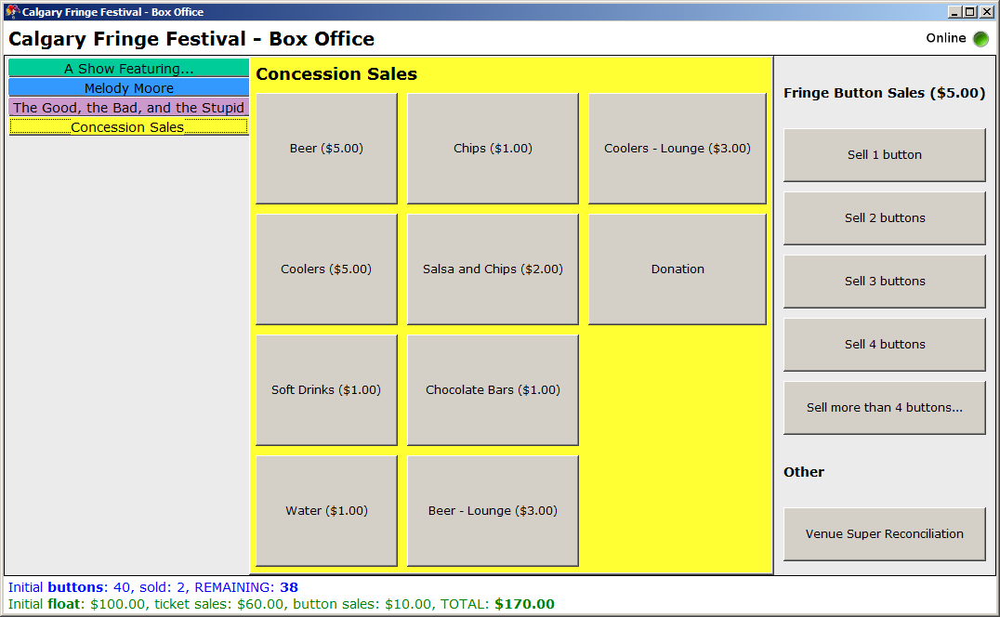 Calgary Fringe Festival - Box Office
Calgary Fringe Festival - Box Office
Online
A Show Featuring...
Melody Moore
The Good, the Bad, and the Stupid
Concession Sales
Concession Sales
Beer ($5.00)
Chips ($1.00)
Coolers - Lounge ($3.00)
Coolers ($5.00)
Salsa and Chips ($2.00)
Donation
Soft Drinks ($1.00)
Chocolate Bars ($1.00)
Water ($1.00)
Beer - Lounge ($3.00)
Fringe Button Sales ($5.00)
Sell 1 button
Sell 2 buttons
Sell 3 buttons
Sell 4 buttons
Sell more than 4 buttons...
Other
Venue Super Reconciliation
Initial buttons: 40, sold: 2, REMAINING: 38
Initial float: $100.00, ticket sales: $60.00, button sales: $10.00, TOTAL: $170.00